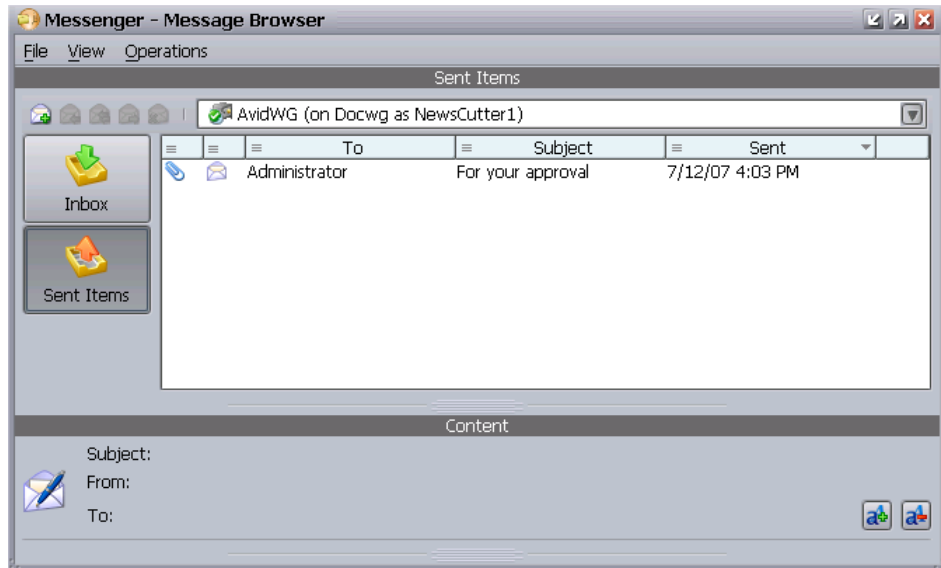 Messenger - Message Browser
File View Operations
Sent Items
AvidWG (on Docwg as NewsCutter1)
To Subject Sent
Administrator For your approval 7/12/07 4:03 PM
Inbox
Sent Items
Content
Subject:
From:
To: